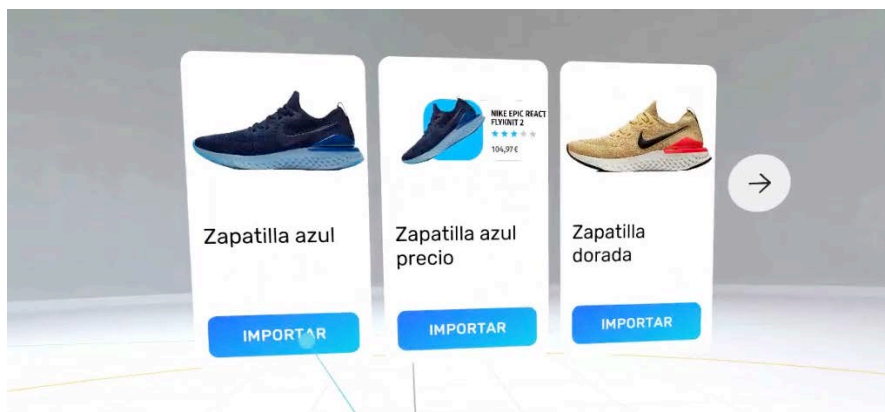 Zapatilla azul
IMPORTAR
NIKE EPIC REACT
FLYKNIT 2
104,97 €
Zapatilla azul
precio
IMPORTAR
Zapatilla
dorada
IMPORTAR